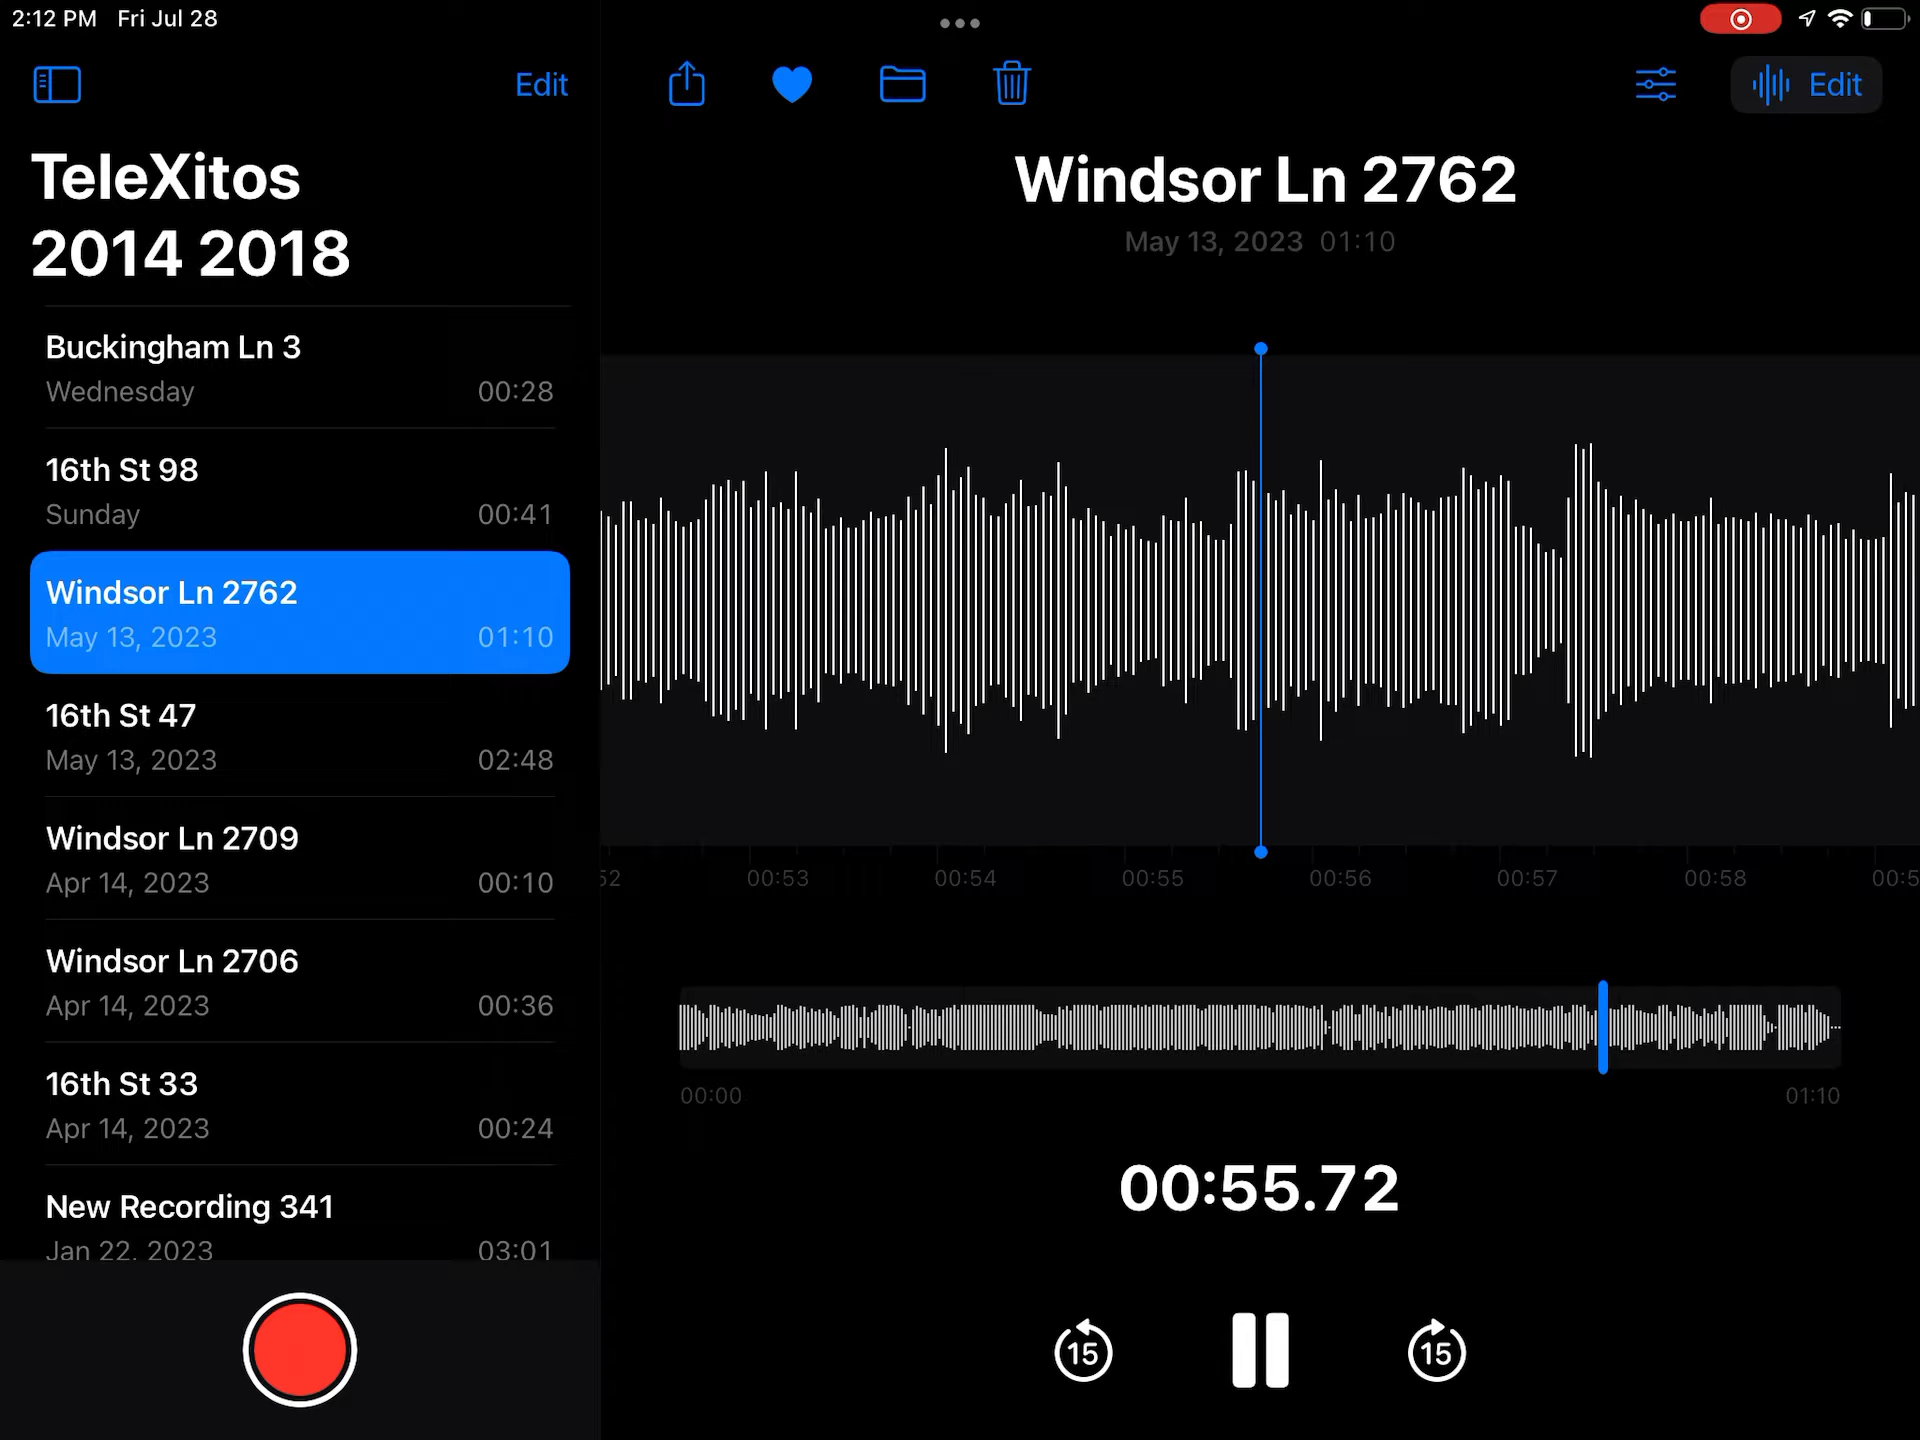 2:12 PM Fri Jul 28
Edit
Edit
TeleXitos
2014 2018
Buckingham Ln 3
Wednesday 00:28
16th St 98
Sunday 00:41
Windsor Ln 2762
May 13, 2023 01:10
16th St 47
May 13, 2023 02:48
Windsor Ln 2709
Apr 14, 2023 00:10
Windsor Ln 2706
Apr 14, 2023 00:36
16th St 33
Apr 14, 2023 00:24
New Recording 341
Jan 22, 2023 03:01
Windsor Ln 2762
May 13, 2023 01:10
52 00:53 00:54 00:55 00:56 00:57 00:58 00:5
00:00 01:10
00:55.72
15 15